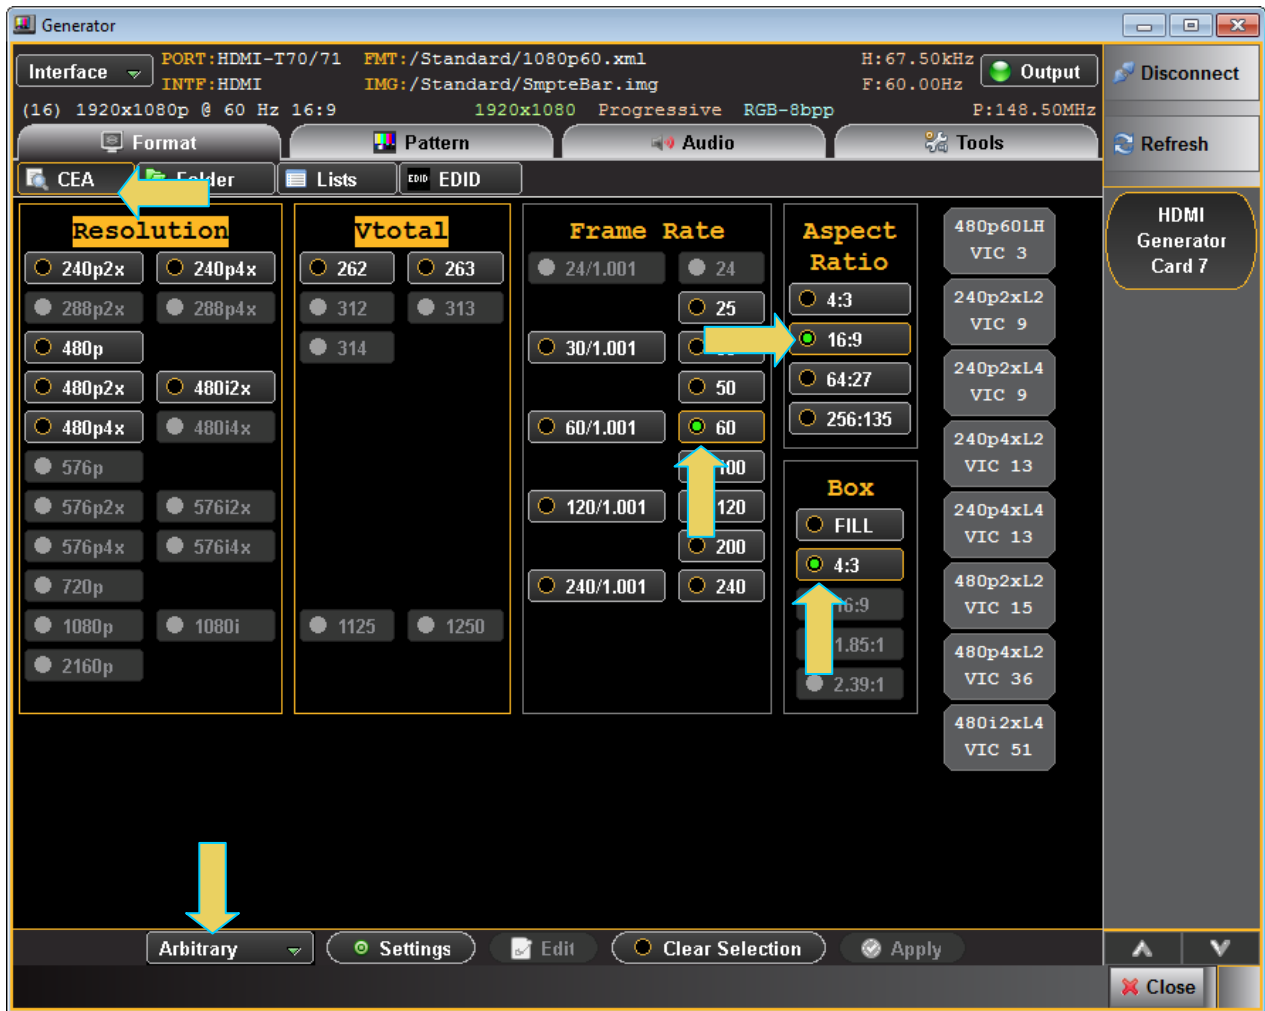 Generator
Interface
PORT:HDMI-T70/71 FMT:/Standard/1080p60.xml H:67.50kHz
INTF:HDMI IMG:/Standard/SmpteBar.img F:60.00Hz
Output
Disconnect
(16) 1920x1080p @ 60 Hz 16:9 1920x1080 Progressive RGB-8bpp P:148.50MHz
Format Pattern Audio Tools
Refresh
CEA Folder Lists EDID EDID
HDMI
Generator
Card 7
Resolution
240p2x 240p4x
288p2x 288p4x
480p
480p2x 480i2x
480p4x 480i4x
576p
576p2x 576i2x
576p4x 576i4x
720p
1080p 1080i
2160p
Vtotal
262 263
312 313
314
1125 1250
Frame Rate
24/1.001 24
25
30/1.001
50
60/1.001 60
100
120/1.001 120
200
240/1.001 240
Aspect
Ratio
4:3
16:9
64:27
256:135
Box
FILL
4:3
16:9
1.85:1
2.39:1
480p60LH
VIC 3
240p2xL2
VIC 9
240p2xL4
VIC 9
240p4xL2
VIC 13
240p4xL4
VIC 13
480p2xL2
VIC 15
480p4xL2
VIC 36
480i2xL4
VIC 51
Arbitrary Settings Edit Clear Selection Apply
Close